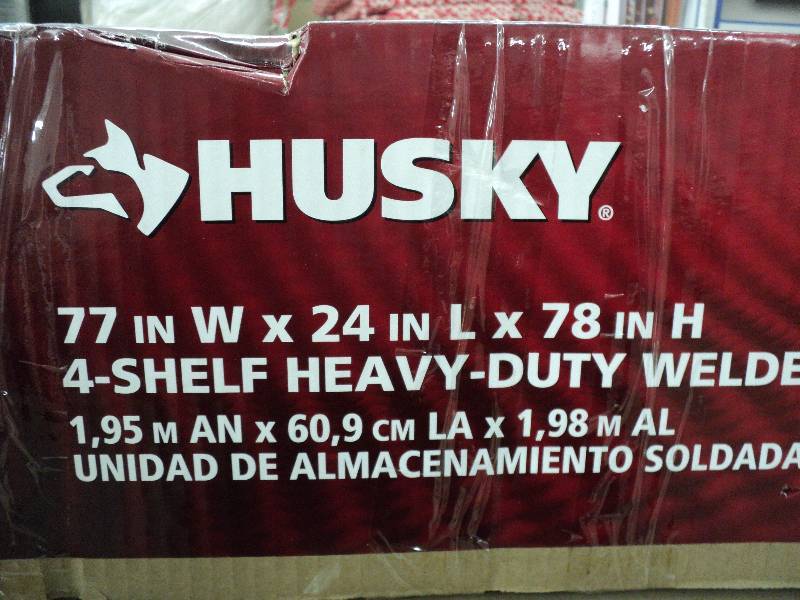 HUSKY®
77 IN W x 24 IN L x 78 IN H
4-SHELF HEAVY-DUTY WELDE
1,95 M AN x 60,9 CM LA x 1,98 M AL
UNIDAD DE ALMACENAMIENTO SOLDADA